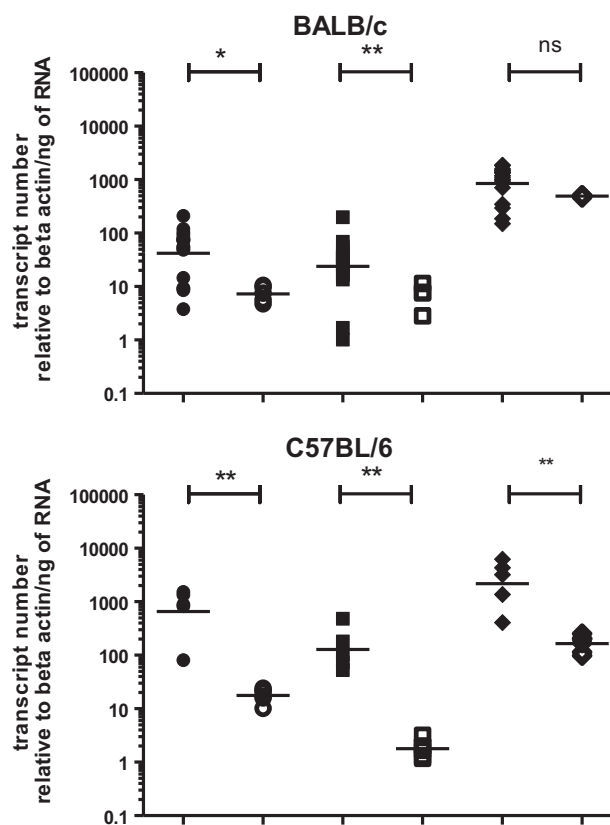 BALB/c
* ** ns
transcript number
relative to beta actin/ng of RNA
100000
10000
1000
100
10
1
0.1
C57BL/6
** ** **
transcript number
relative to beta actin/ng of RNA
100000
10000
1000
100
10
1
0.1